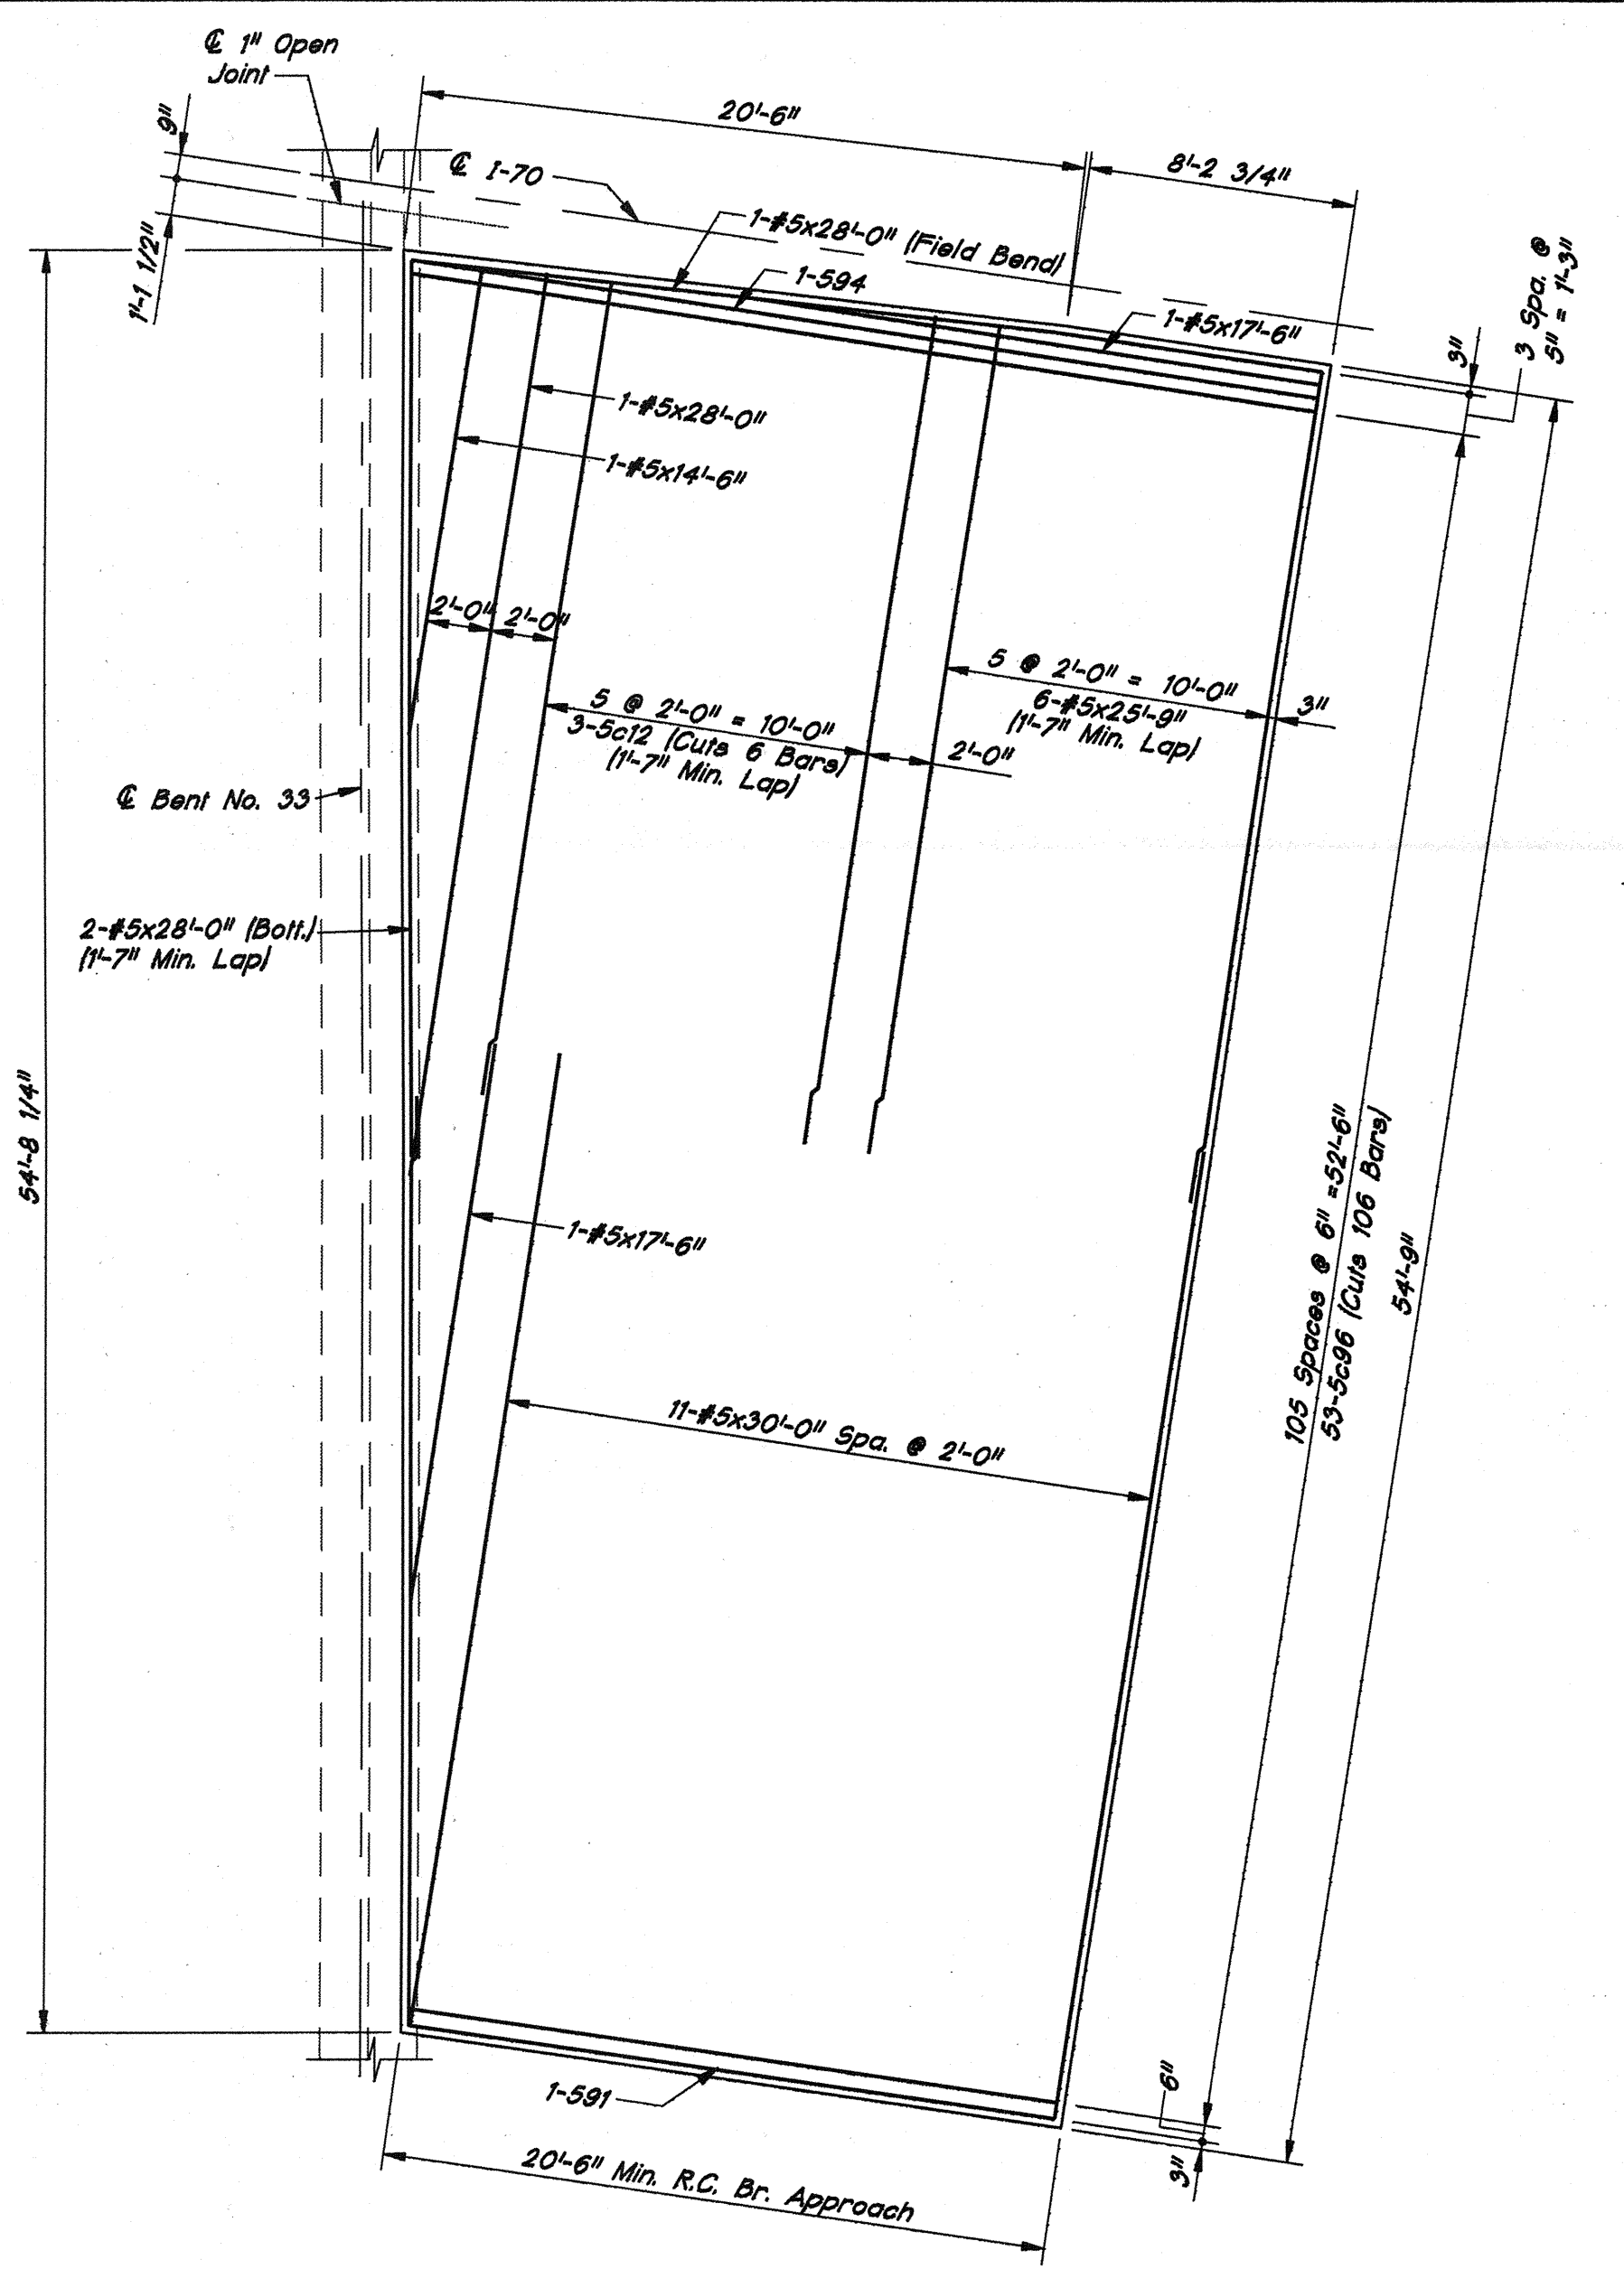 ℄ 1" Open
Joint
9"
1'-1 1/2"
20'-6"
8'-2 3/4"
℄ I-70
1-#5x28'-0" (Field Bend)
1-594
1-#5x17'-6"
3"
3 Spa. @
5" = 1'-3"
1-#5x28'-0"
1-#5x14'-6"
2'-0"
2'-0"
5 @ 2'-0" = 10'-0"
3-5c12 (Cuts 6 Bars)
(1'-7" Min. Lap)
2'-0"
5 @ 2'-0" = 10'-0"
6-#5x25'-9"
(1'-7" Min. Lap)
3"
℄ Bent No. 33
2-#5x28'-0" (Bott.)
(1'-7" Min. Lap)
54'-8 1/4"
1-#5x17'-6"
105 Spaces @ 6" =52'-6"
53-5c96 (Cuts 106 Bars)
54'-9"
11-#5x30'-0" Spa. @ 2'-0"
1-591
6"
3"
20'-6" Min. R.C. Br. Approach